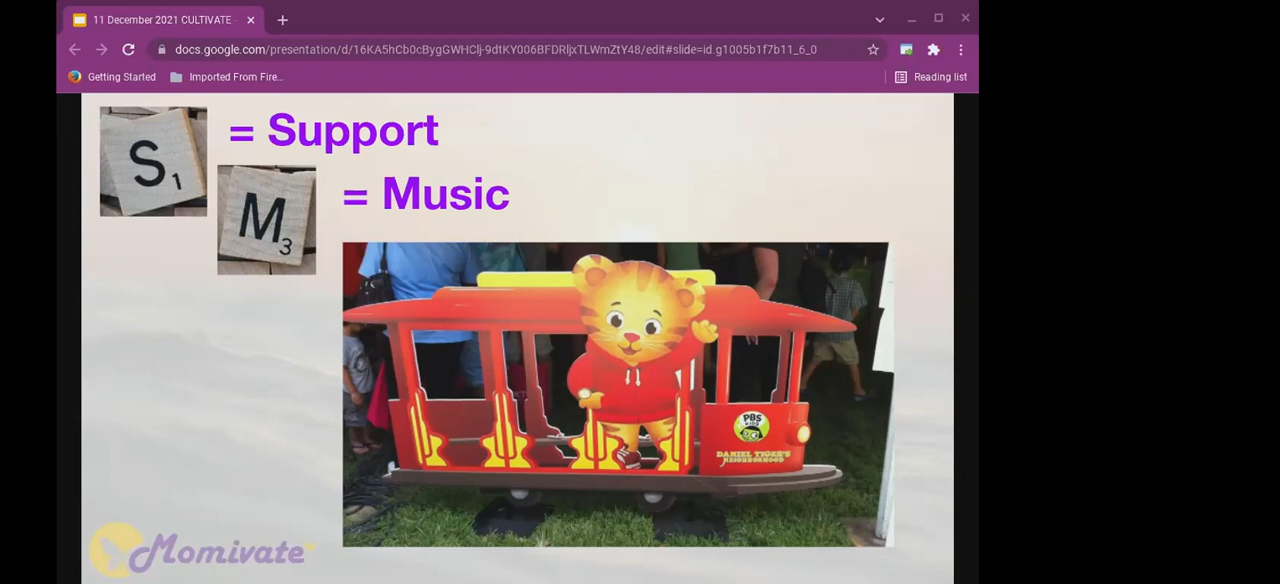 11 December 2021 CULTIVATE
docs.google.com/presentation/d/16KA5hCb0cBygGWHClj-9dtKY006BFDRljxTLWmZtY48/edit#slide=id.g1005b1f7b11_6_0
Getting Started
Imported From Fire...
Reading list
S1 = Support
M3 = Music
PBS
KIDS
DANIEL TIGER'S
NEIGHBORHOOD
Momivate